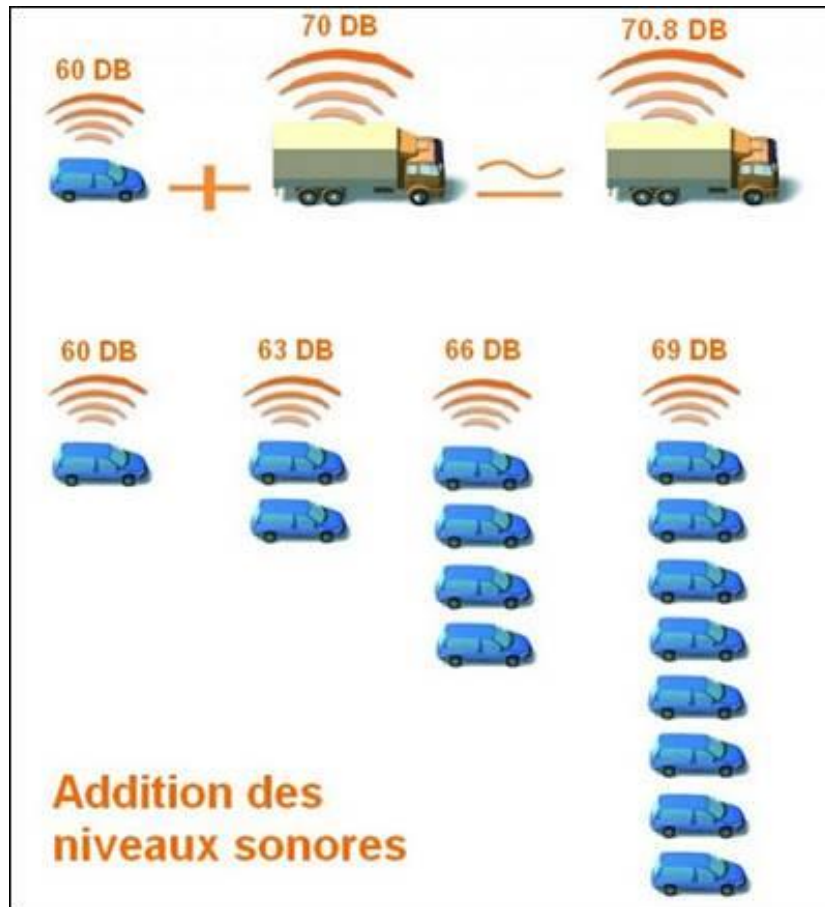 60 DB
70 DB
70.8 DB
60 DB
63 DB
66 DB
69 DB
Addition des
niveaux sonores